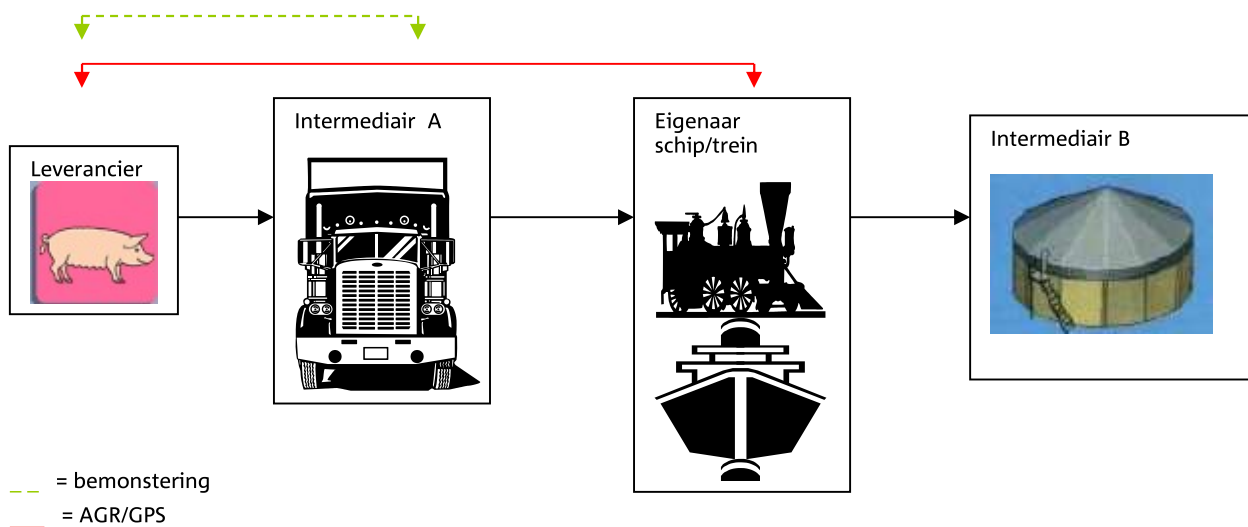 Leverancier
Intermediair A
Eigenaar
schip/trein
Intermediair B
= bemonstering
= AGR/GPS